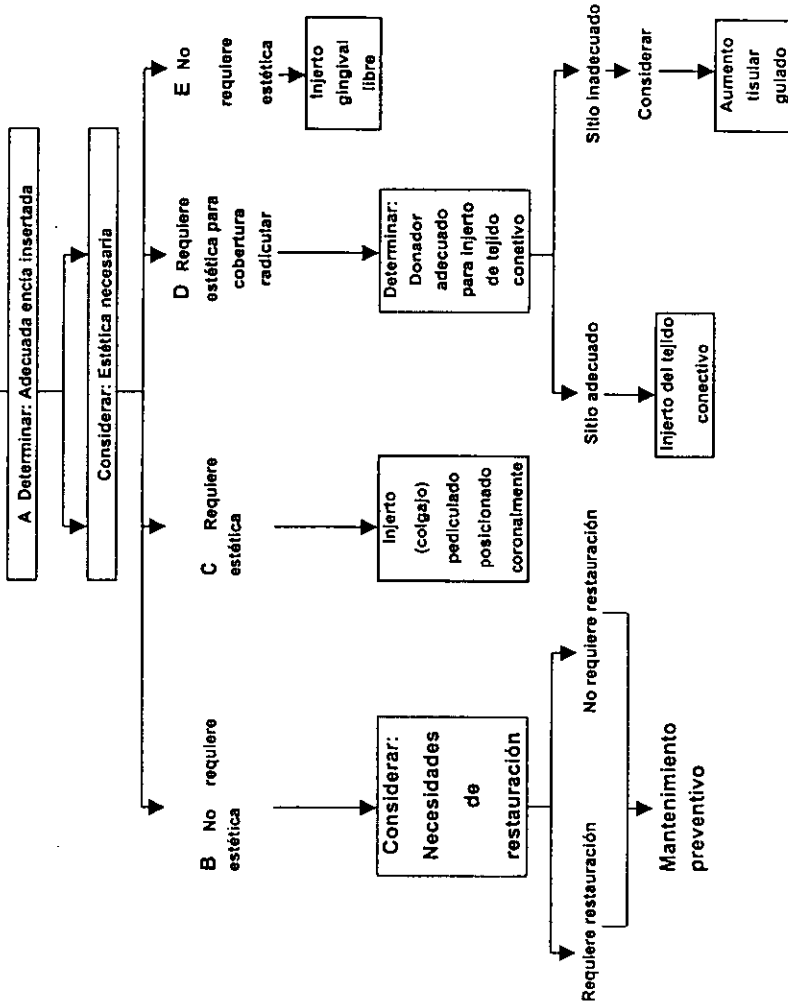 A Determinar: Adecuada encía insertada
Considerar: Estética necesaria
B No requiere
estética
Considerar:
Necesidades
de
restauración
Requiere restauración
No requiere restauración
Mantenimiento
preventivo
C Requiere
estética
Injerto
(colgajo)
pediculado
posicionado
coronalmente
D Requiere
estética para
cobertura
radicular
Determinar:
Donador
adecuado
para injerto
de tejido
conetivo
Sitio adecuado
Injerto del tejido
conectivo
Sitio inadecuado
Considerar
Aumento
tisular
guiado
E No
requiere
estética
Injerto
gingival
libre